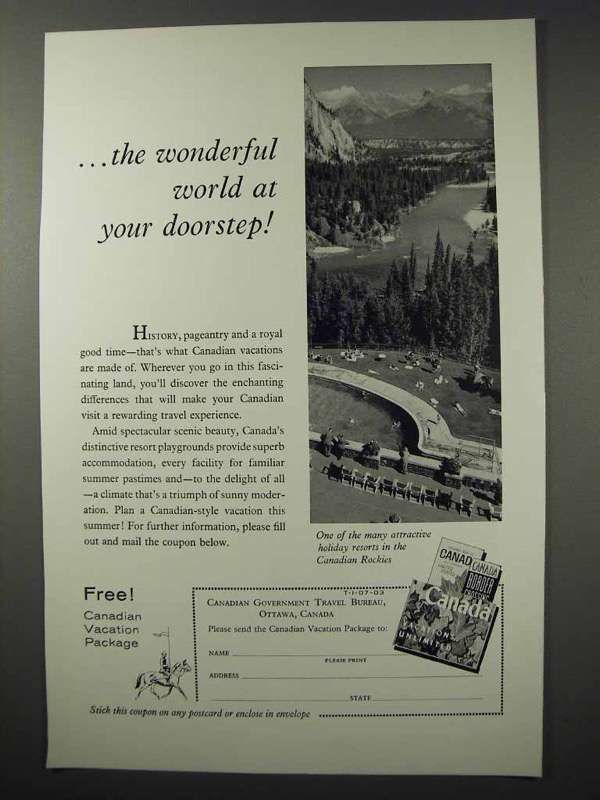 ...the wonderful
world at
your doorstep!
HISTORY, pageantry and a royal
good time—that's what Canadian vacations
are made of. Wherever you go in this fasci-
nating land, you'll discover the enchanting
differences that will make your Canadian
visit a rewarding travel experience.
Amid spectacular scenic beauty, Canada's
distinctive resort playgrounds provide superb
accommodation, every facility for familiar
summer pastimes and—to the delight of all
—a climate that's a triumph of sunny moder-
ation. Plan a Canadian-style vacation this
summer! For further information, please fill
out and mail the coupon below.
One of the many attractive
holiday resorts in the
Canadian Rockies
Free!
Canadian
Vacation
Package
T-1-07-03
CANADIAN GOVERNMENT TRAVEL BUREAU,
OTTAWA, CANADA
Please send the Canadian Vacation Package to:
NAME
PLEASE PRINT
ADDRESS
STATE
CANADA
BORDER
Canada
UNLIMITED
Stick this coupon on any postcard or enclose in envelope